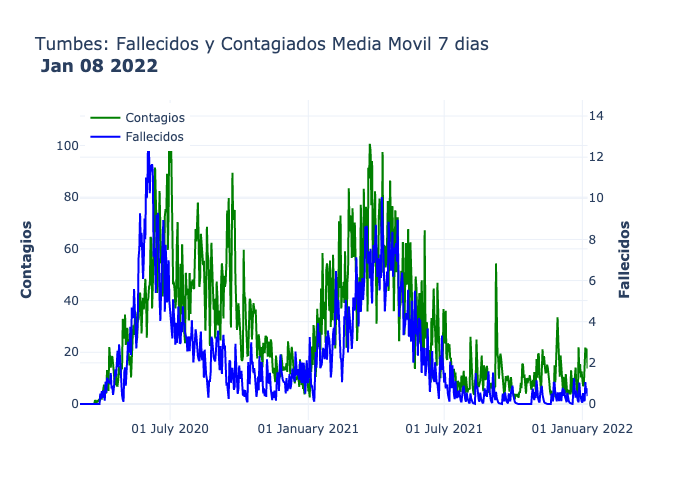 Tumbes: Fallecidos y Contagiados Media Movil 7 dias
Jan 08 2022
Contagios
Fallecidos
100
80
60
40
20
0
Contagios
14
12
10
8
6
4
2
0
Fallecidos
01 July 2020
01 January 2021
01 July 2021
01 January 2022